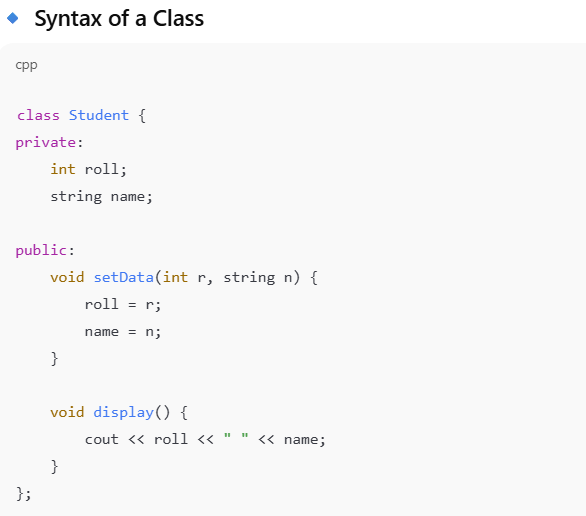 Syntax of a Class
cpp
class Student {
private:
    int roll;
    string name;

public:
    void setData(int r, string n) {
        roll = r;
        name = n;
    }

    void display() {
        cout << roll << " " << name;
    }
};